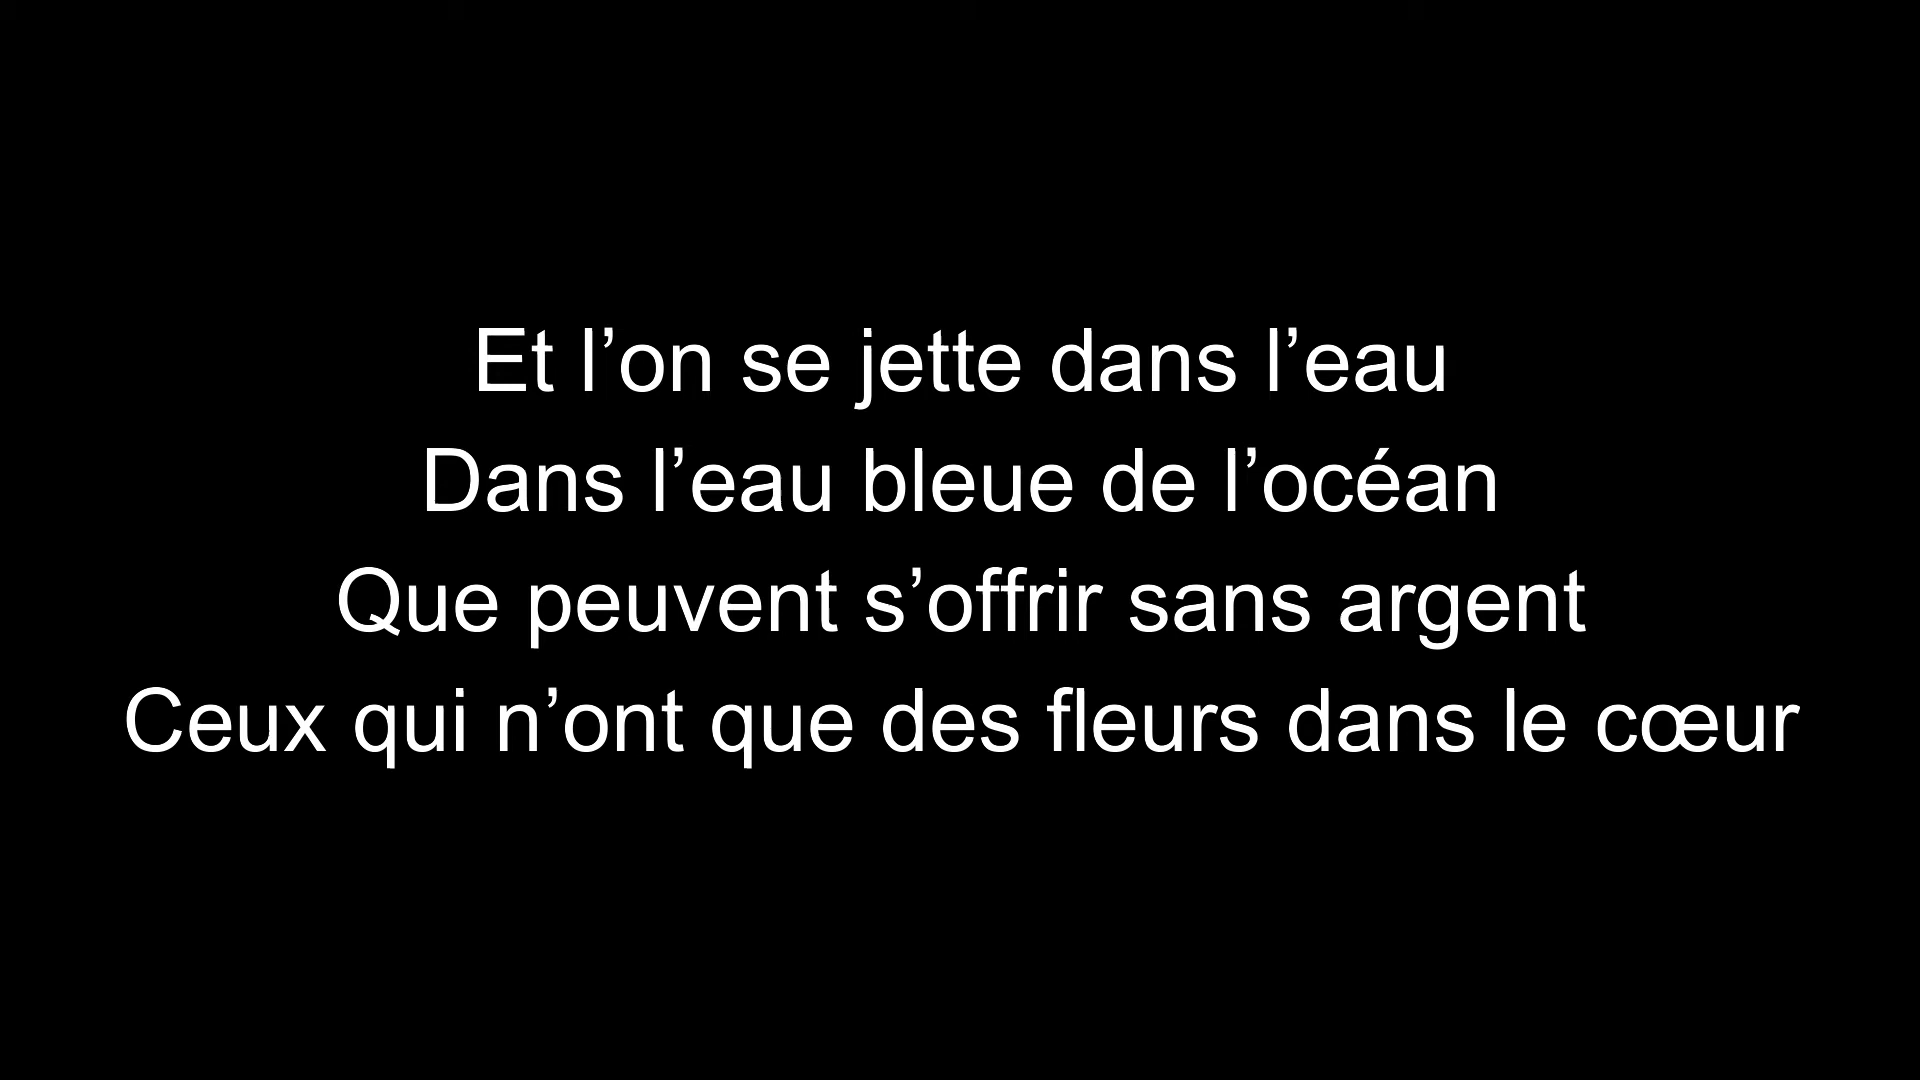 Et l’on se jette dans l’eau
Dans l’eau bleue de l’océan
Que peuvent s’offrir sans argent
Ceux qui n’ont que des fleurs dans le cœur